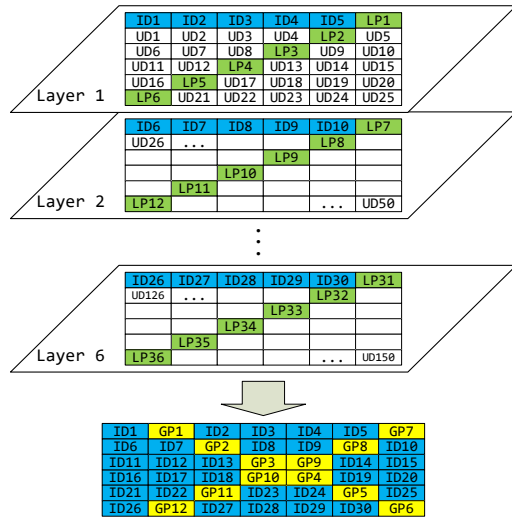 ID1 ID2 ID3 ID4 ID5 LP1
UD1 UD2 UD3 UD4 LP2 UD5
UD6 UD7 UD8 LP3 UD9 UD10
UD11 UD12 LP4 UD13 UD14 UD15
UD16 LP5 UD17 UD18 UD19 UD20
LP6 UD21 UD22 UD23 UD24 UD25
Layer 1
ID6 ID7 ID8 ID9 ID10 LP7
UD26 ... LP8
LP9
LP10
LP11
LP12 ... UD50
Layer 2
ID26 ID27 ID28 ID29 ID30 LP31
UD126 ... LP32
LP33
LP34
LP35
LP36 ... UD150
Layer 6
ID1 GP1 ID2 ID3 ID4 ID5 GP7
ID6 ID7 GP2 ID8 ID9 GP8 ID10
ID11 ID12 ID13 GP3 GP9 ID14 ID15
ID16 ID17 ID18 GP10 GP4 ID19 ID20
ID21 ID22 GP11 ID23 ID24 GP5 ID25
ID26 GP12 ID27 ID28 ID29 ID30 GP6